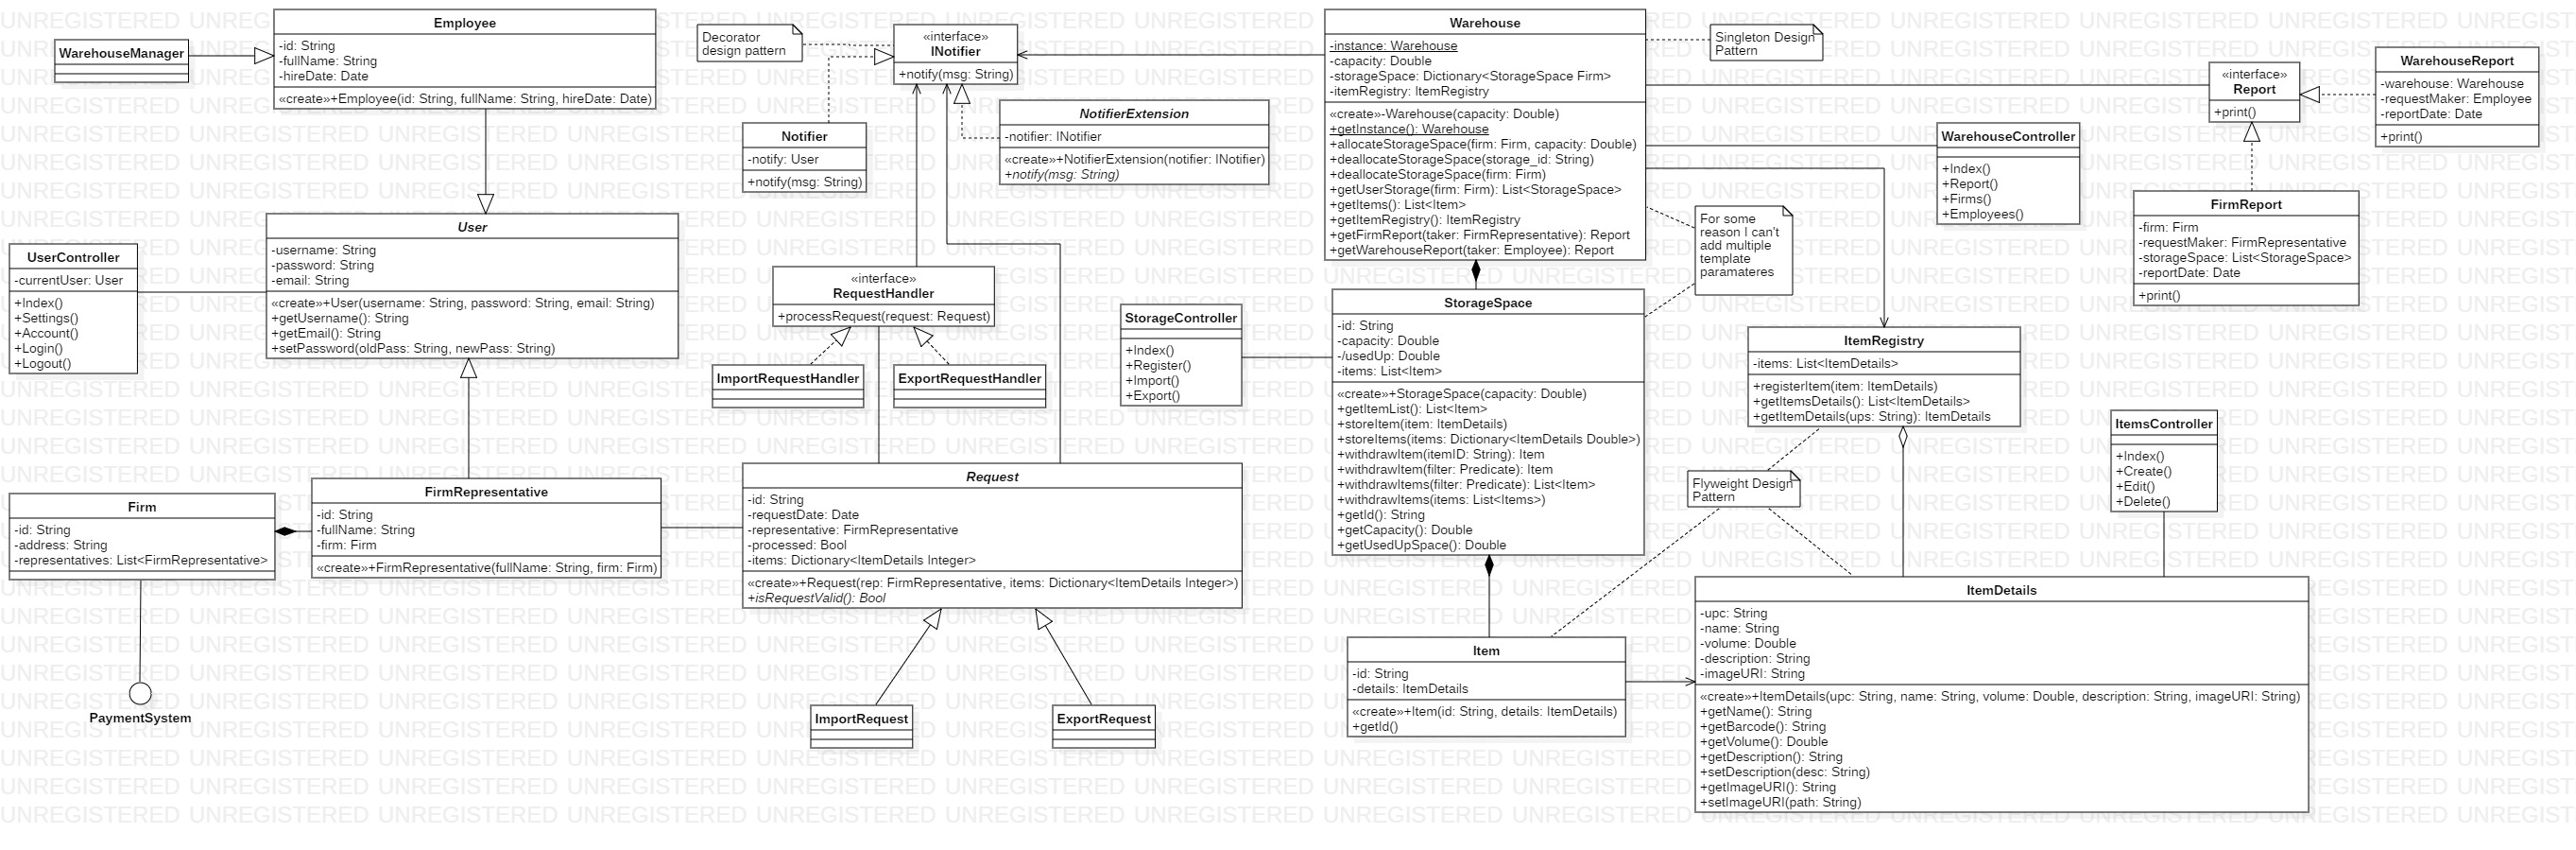 WarehouseManager
Employee
-id: String
-fullName: String
-hireDate: Date
«create»+Employee(id: String, fullName: String, hireDate: Date)
UserController
-currentUser: User
+Index()
+Settings()
+Account()
+Login()
+Logout()
User
-username: String
-password: String
-email: String
«create»+User(username: String, password: String, email: String)
+getUsername(): String
+getEmail(): String
+setPassword(oldPass: String, newPass: String)
Firm
-id: String
-address: String
-representatives: List<FirmRepresentative>
PaymentSystem
FirmRepresentative
-id: String
-fullName: String
-firm: Firm
«create»+FirmRepresentative(fullName: String, firm: Firm)
Decorator
design pattern
«interface»
INotifier
+notify(msg: String)
Notifier
-notify: User
+notify(msg: String)
NotifierExtension
-notifier: INotifier
«create»+NotifierExtension(notifier: INotifier)
+notify(msg: String)
«interface»
RequestHandler
+processRequest(request: Request)
ImportRequestHandler
ExportRequestHandler
Request
-id: String
-requestDate: Date
-representative: FirmRepresentative
-processed: Bool
-items: Dictionary<ItemDetails Integer>
«create»+Request(rep: FirmRepresentative, items: Dictionary<ItemDetails Integer>)
+isRequestValid(): Bool
ImportRequest
ExportRequest
Warehouse
-instance: Warehouse
-capacity: Double
-storageSpace: Dictionary<StorageSpace Firm>
-itemRegistry: ItemRegistry
«create»-Warehouse(capacity: Double)
+getInstance(): Warehouse
+allocateStorageSpace(firm: Firm, capacity: Double)
+deallocateStorageSpace(storage_id: String)
+deallocateStorageSpace(firm: Firm)
+getUserStorage(firm: Firm): List<StorageSpace>
+getItems(): List<Item>
+getItemRegistry(): ItemRegistry
+getFirmReport(taker: FirmRepresentative): Report
+getWarehouseReport(taker: Employee): Report
Singleton Design
Pattern
For some
reason I can't
add multiple
template
paramateres
StorageController
+Index()
+Register()
+Import()
+Export()
StorageSpace
-id: String
-capacity: Double
-/usedUp: Double
-items: List<Item>
«create»+StorageSpace(capacity: Double)
+getItemList(): List<Item>
+storeItem(item: ItemDetails)
+storeItems(items: Dictionary<ItemDetails Double>)
+withdrawItem(itemID: String): Item
+withdrawItem(filter: Predicate): Item
+withdrawItems(filter: Predicate): List<Item>
+withdrawItems(items: List<Items>)
+getId(): String
+getCapacity(): Double
+getUsedUpSpace(): Double
Item
-id: String
-details: ItemDetails
«create»+Item(id: String, details: ItemDetails)
+getId()
WarehouseController
+Index()
+Report()
+Firms()
+Employees()
«interface»
Report
+print()
WarehouseReport
-warehouse: Warehouse
-requestMaker: Employee
-reportDate: Date
+print()
FirmReport
-firm: Firm
-requestMaker: FirmRepresentative
-storageSpace: List<StorageSpace>
-reportDate: Date
+print()
ItemRegistry
-items: List<ItemDetails>
+registerItem(item: ItemDetails)
+getItemsDetails(): List<ItemDetails>
+getItemDetails(ups: String): ItemDetails
Flyweight Design
Pattern
ItemsController
+Index()
+Create()
+Edit()
+Delete()
ItemDetails
-upc: String
-name: String
-volume: Double
-description: String
-imageURI: String
«create»+ItemDetails(upc: String, name: String, volume: Double, description: String, imageURI: String)
+getName(): String
+getBarcode(): String
+getVolume(): Double
+getDescription(): String
+setDescription(desc: String)
+getImageURI(): String
+setImageURI(path: String)
UNREGISTERED